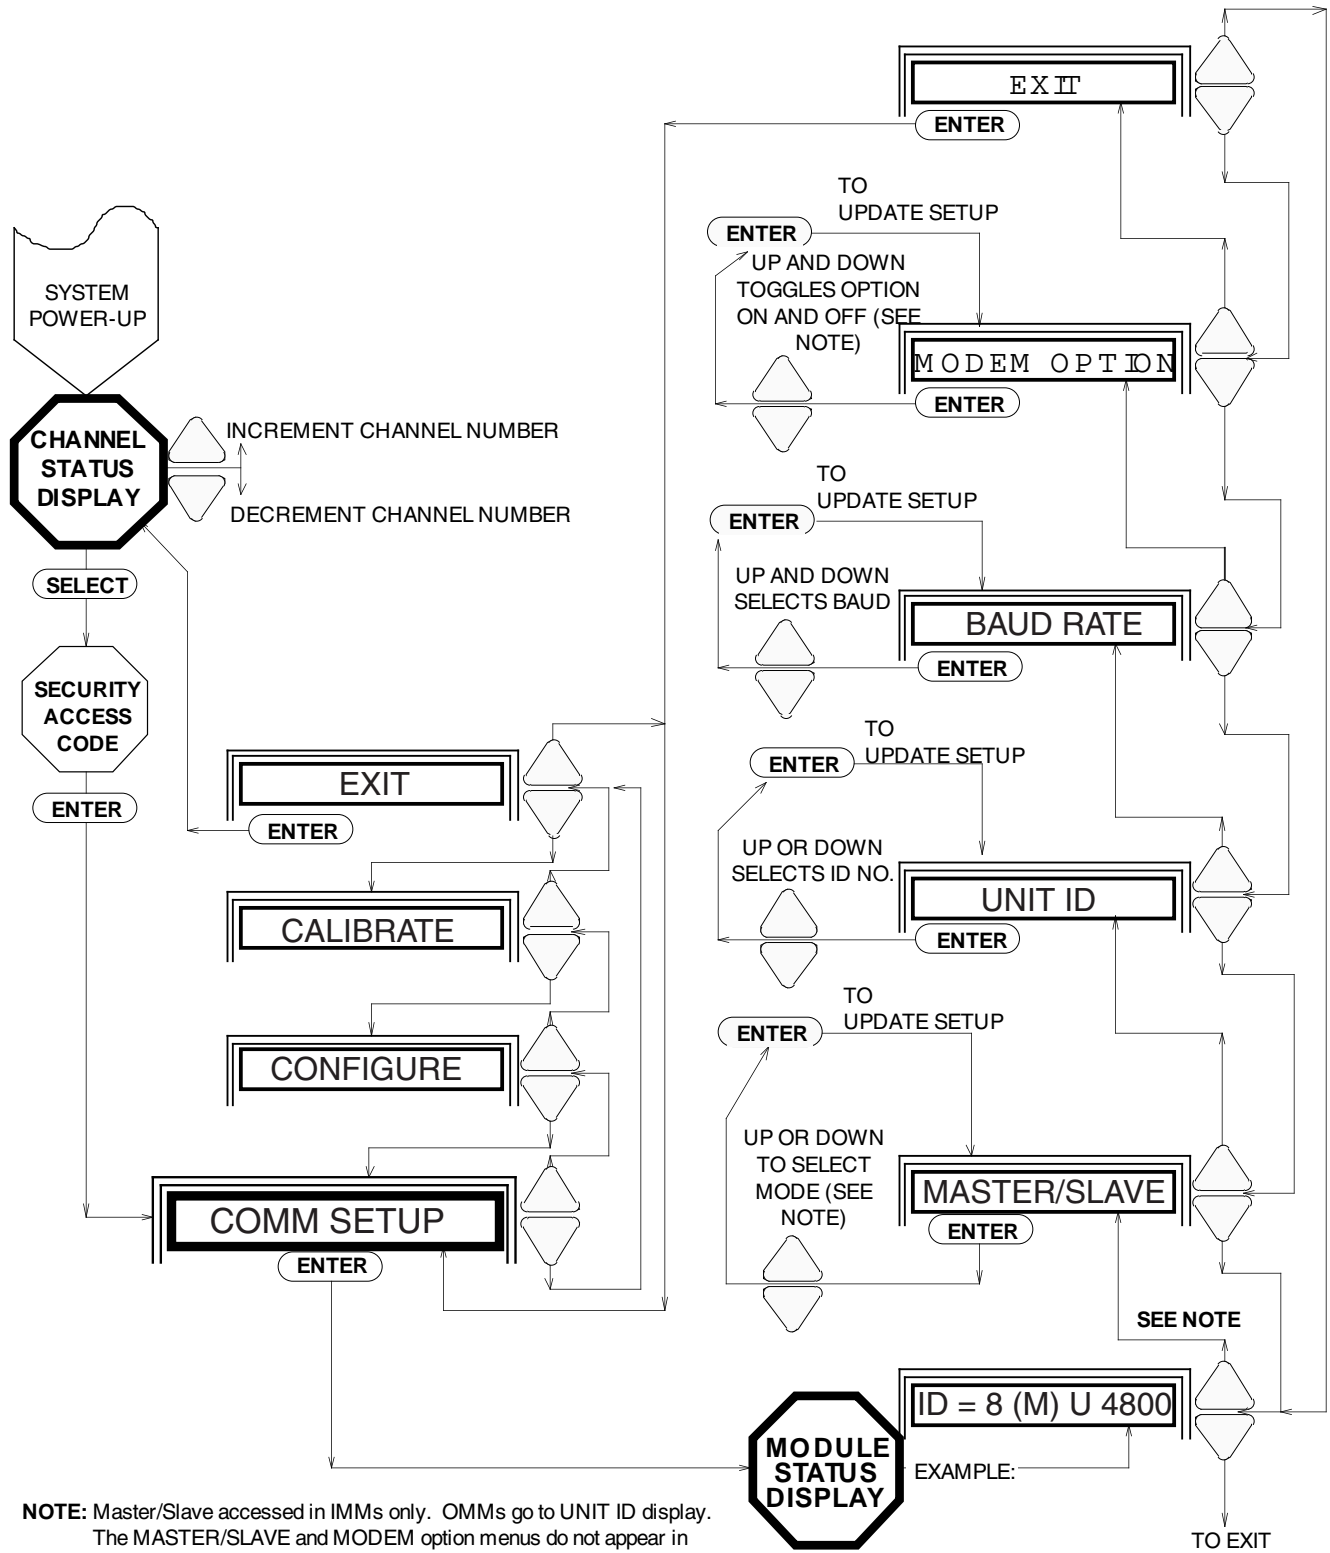 EXIT
ENTER
TO
UPDATE SETUP
ENTER
UP AND DOWN
TOGGLES OPTION
ON AND OFF (SEE
NOTE)
MODEM OPTION
ENTER
SYSTEM
POWER-UP
CHANNEL
STATUS
DISPLAY
INCREMENT CHANNEL NUMBER
DECREMENT CHANNEL NUMBER
SELECT
SECURITY
ACCESS
CODE
ENTER
TO
UPDATE SETUP
ENTER
UP AND DOWN
SELECTS BAUD
BAUD RATE
ENTER
EXIT
ENTER
CALIBRATE
CONFIGURE
COMM SETUP
ENTER
TO
UPDATE SETUP
ENTER
UP OR DOWN
SELECTS ID NO.
UNIT ID
ENTER
TO
UPDATE SETUP
ENTER
UP OR DOWN
TO SELECT
MODE (SEE
NOTE)
MASTER/SLAVE
ENTER
SEE NOTE
ID = 8 (M) U 4800
MODULE
STATUS
DISPLAY
EXAMPLE:
TO EXIT
NOTE: Master/Slave accessed in IMMs only. OMMs go to UNIT ID display.
The MASTER/SLAVE and MODEM option menus do not appear in